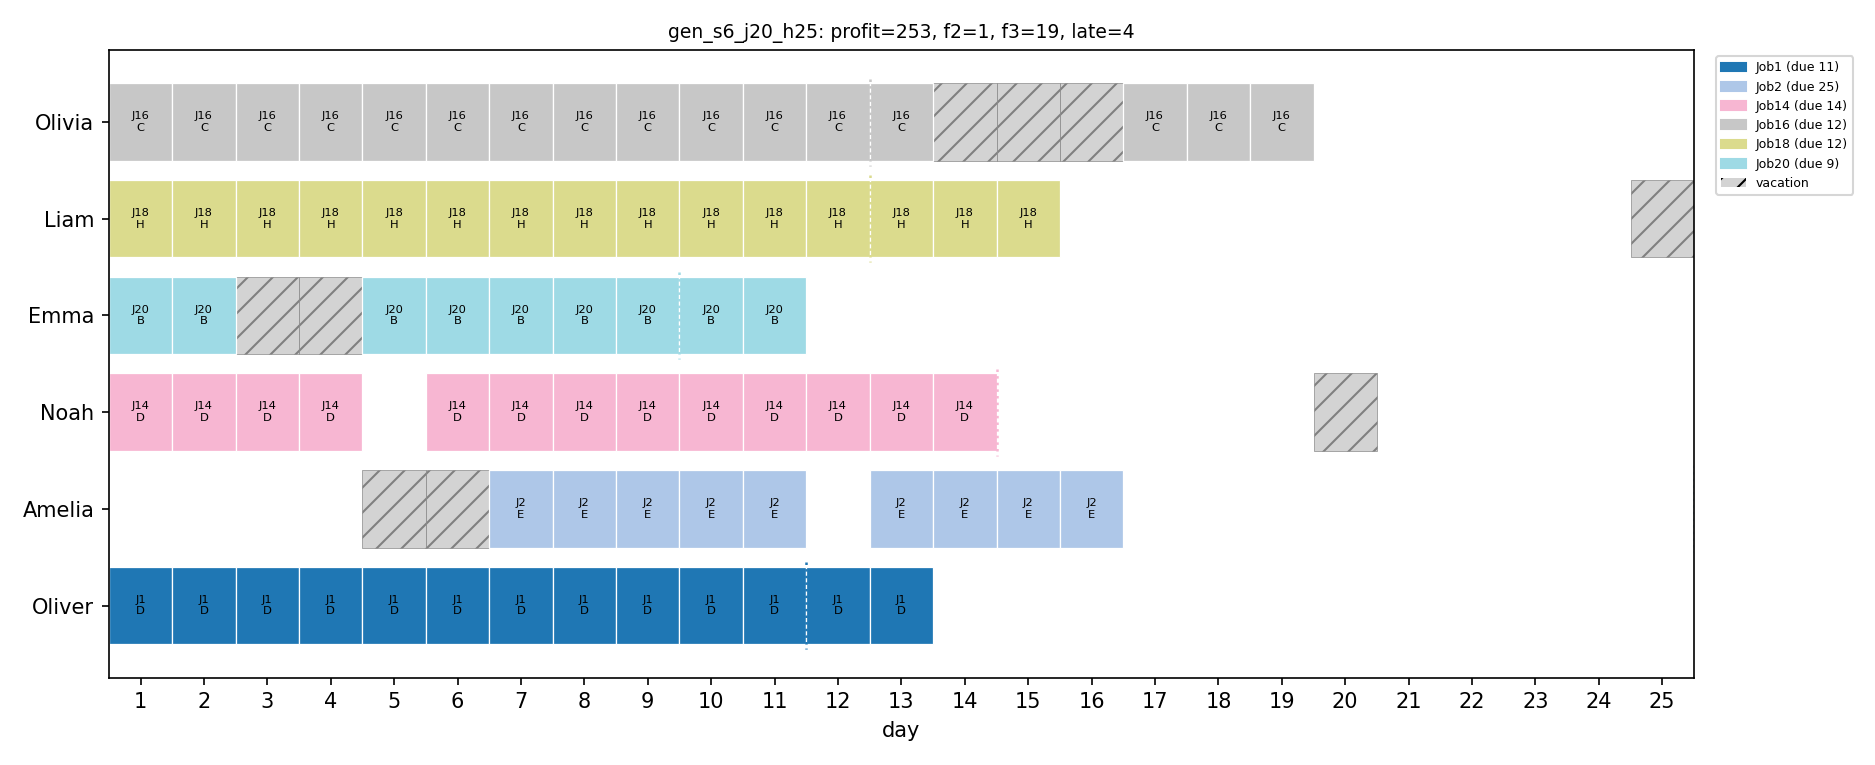 gen_s6_j20_h25: profit=253, f2=1, f3=19, late=4
Olivia
J16 J16 J16 J16 J16 J16 J16 J16 J16 J16 J16 J16 J16 J16 J16 J16
C C C C C C C C C C C C C C C C
Liam
J18 J18 J18 J18 J18 J18 J18 J18 J18 J18 J18 J18 J18 J18 J18
H H H H H H H H H H H H H H H
Emma
J20 J20 J20 J20 J20 J20 J20 J20 J20
B B B B B B B B B
Noah
J14 J14 J14 J14 J14 J14 J14 J14 J14 J14 J14 J14 J14
D D D D D D D D D D D D D
Amelia
J2 J2 J2 J2 J2 J2 J2 J2 J2
E E E E E E E E E
Oliver
J1 J1 J1 J1 J1 J1 J1 J1 J1 J1 J1 J1 J1
D D D D D D D D D D D D D
1 2 3 4 5 6 7 8 9 10 11 12 13 14 15 16 17 18 19 20 21 22 23 24 25
day
Job1 (due 11)
Job2 (due 25)
Job14 (due 14)
Job16 (due 12)
Job18 (due 12)
Job20 (due 9)
vacation